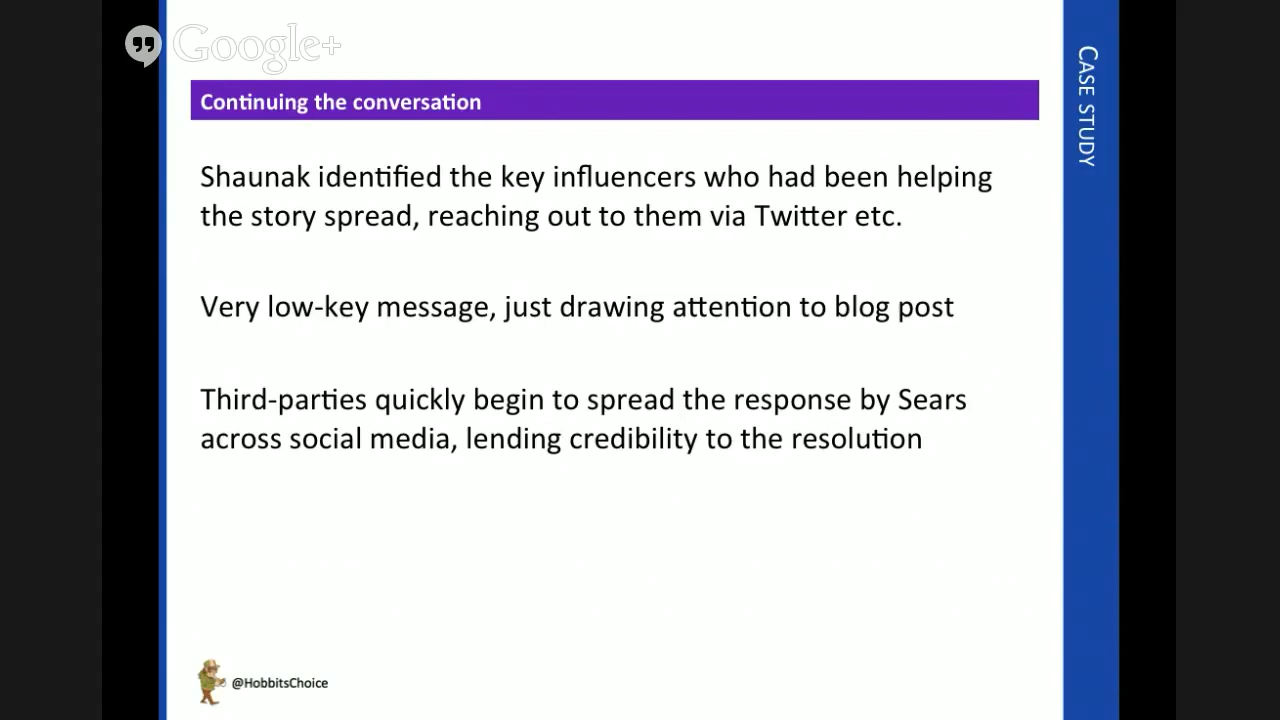 Google+
Continuing the conversation
CASE STUDY
Shaunak identified the key influencers who had been helping
the story spread, reaching out to them via Twitter etc.
Very low-key message, just drawing attention to blog post
Third-parties quickly begin to spread the response by Sears
across social media, lending credibility to the resolution
@HobbitsChoice